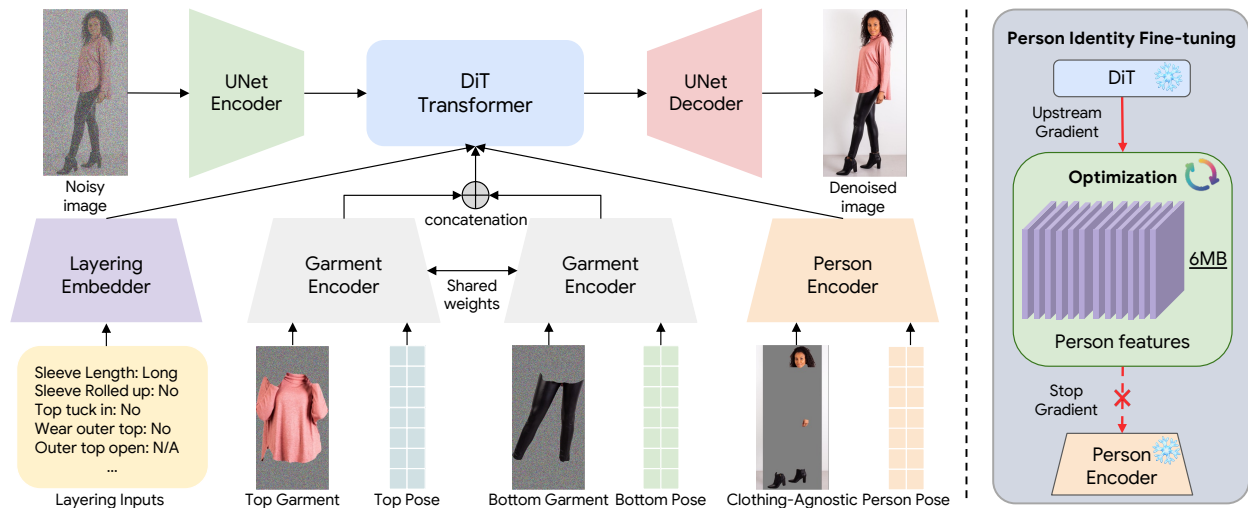 UNet
Encoder
DiT
Transformer
UNet
Decoder
Noisy
image
concatenation
Denoised
image
Layering
Embedder
Garment
Encoder
Shared
weights
Garment
Encoder
Person
Encoder
Sleeve Length: Long
Sleeve Rolled up: No
Top tuck in: No
Wear outer top: No
Outer top open: N/A
...
Layering Inputs
Top Garment
Top Pose
Bottom Garment
Bottom Pose
Clothing-Agnostic
Person Pose
Person Identity Fine-tuning
DiT
Upstream
Gradient
Optimization
6MB
Person features
Stop
Gradient
Person
Encoder